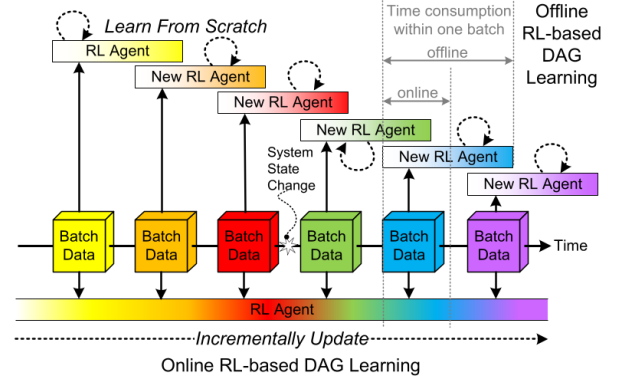 Learn From Scratch
Time consumption
within one batch
offline
online
Offline
RL-based
DAG
Learning
RL Agent
New RL Agent
New RL Agent
New RL Agent
New RL Agent
New RL Agent
System
State
Change
Batch
Data
Batch
Data
Batch
Data
Batch
Data
Batch
Data
Batch
Data
Time
RL Agent
Incrementally Update
Online RL-based DAG Learning